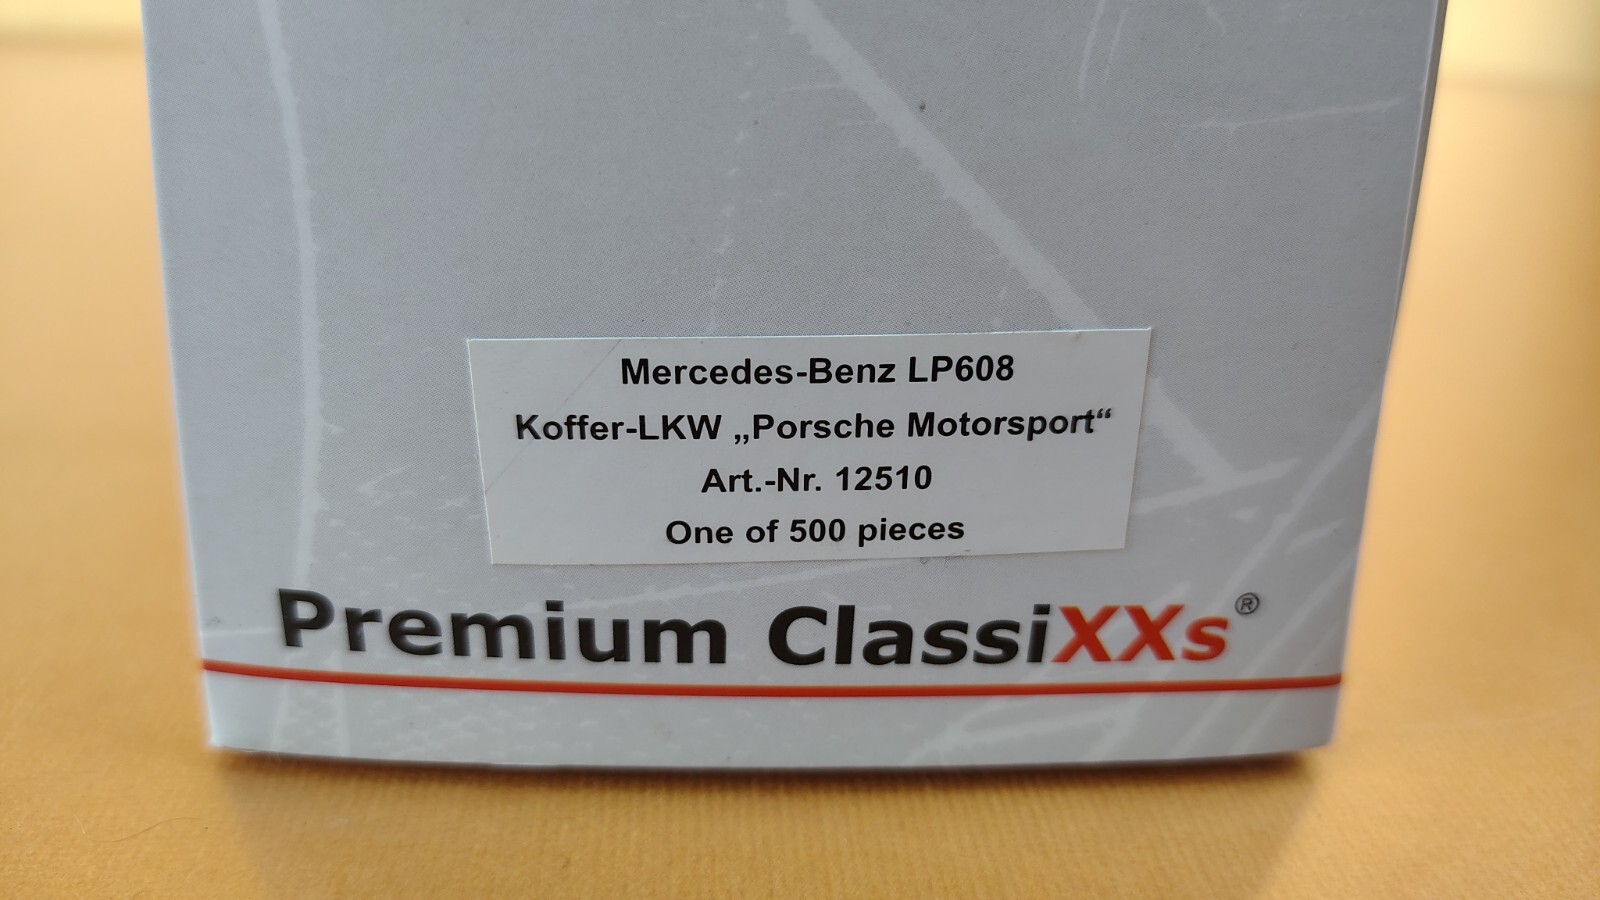 Mercedes-Benz LP608
Koffer-LKW „Porsche Motorsport“
Art.-Nr. 12510
One of 500 pieces
Premium ClassiXXs®